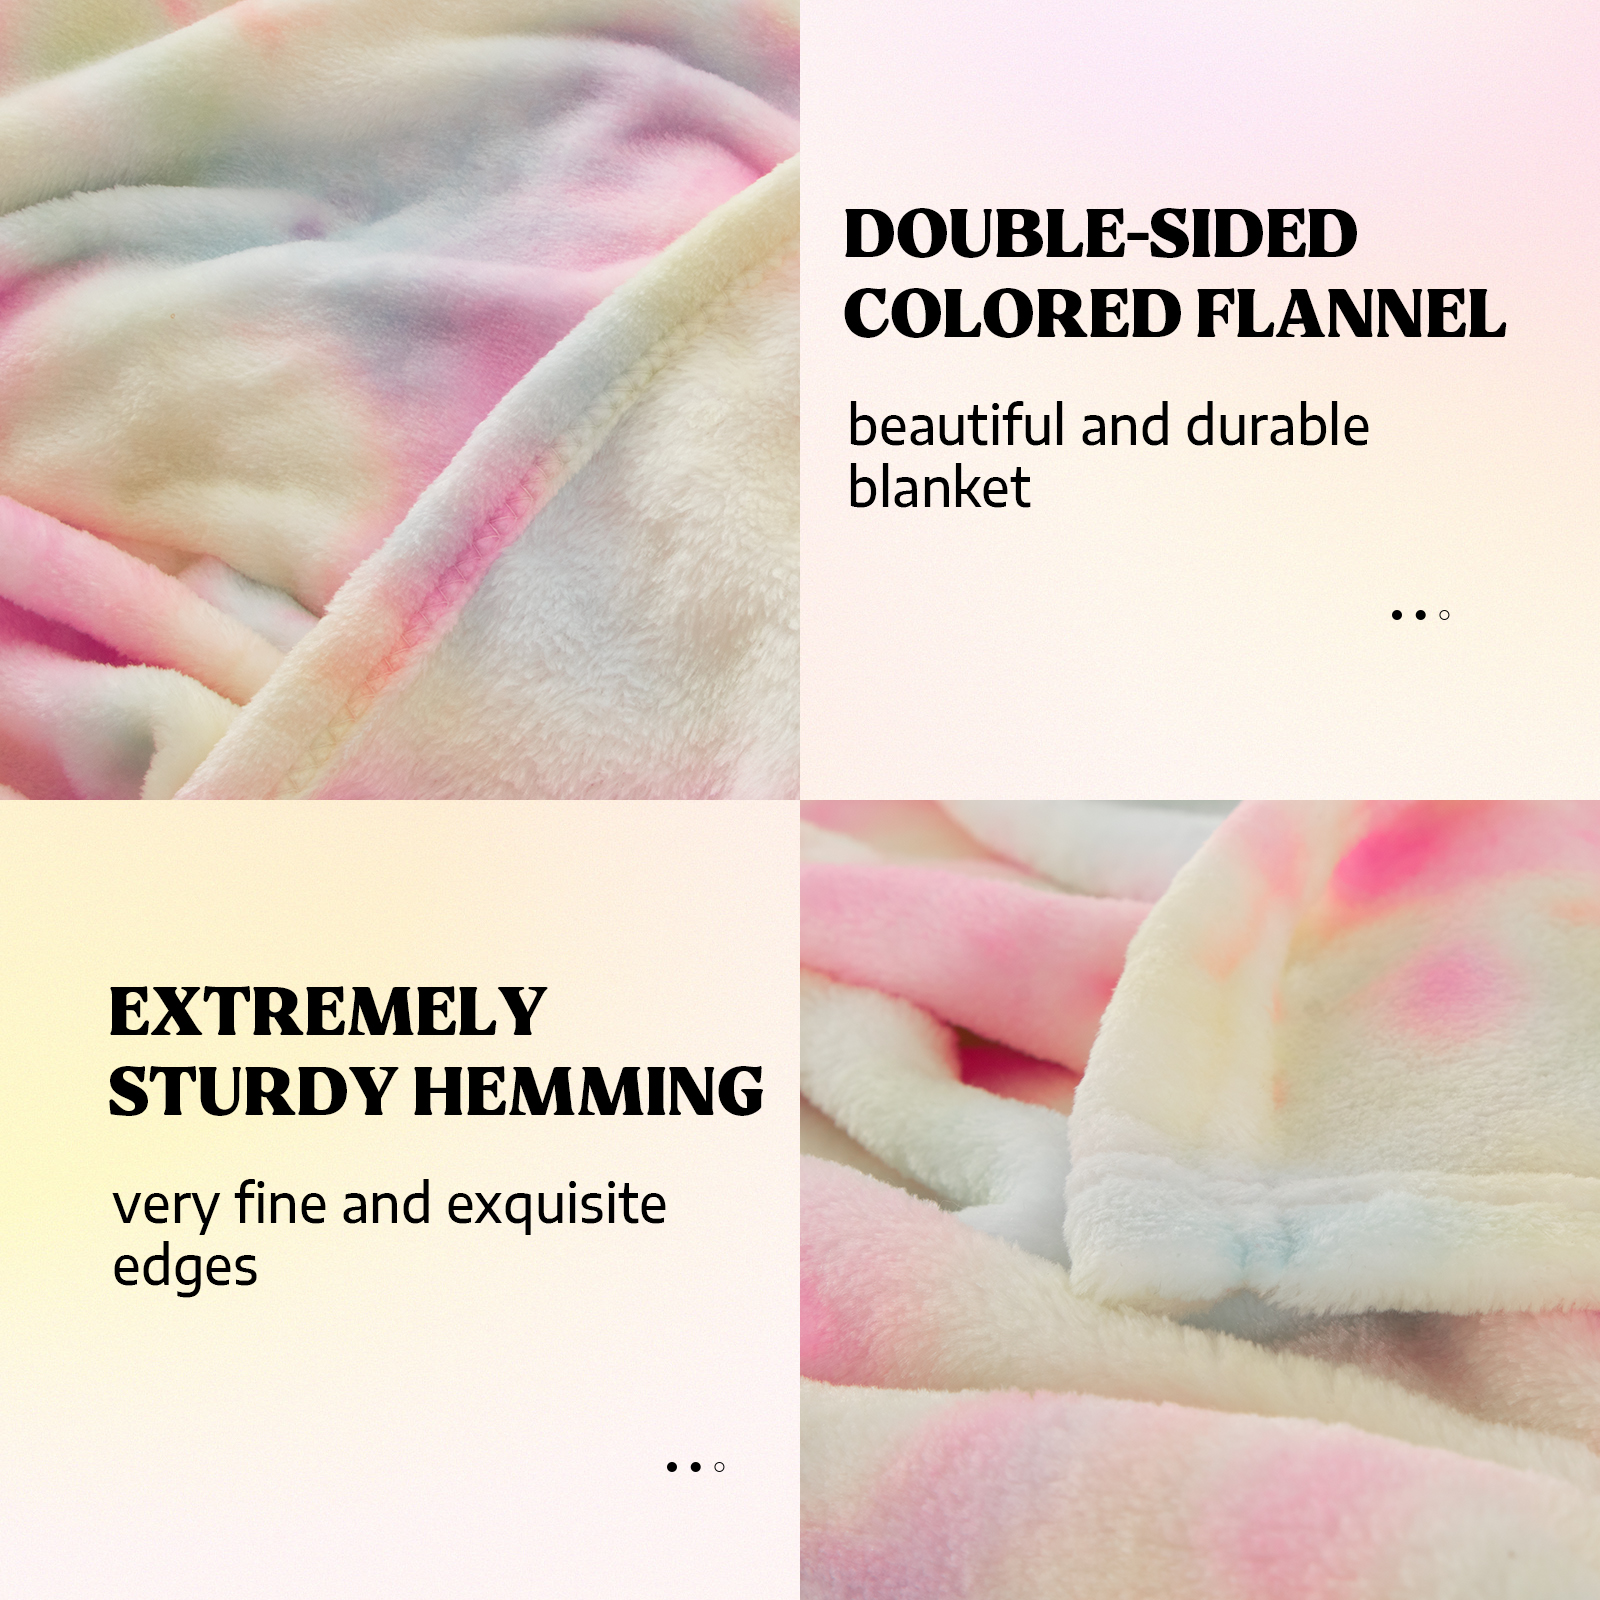 DOUBLE-SIDED
COLORED FLANNEL
beautiful and durable
blanket
EXTREMELY
STURDY HEMMING
very fine and exquisite
edges